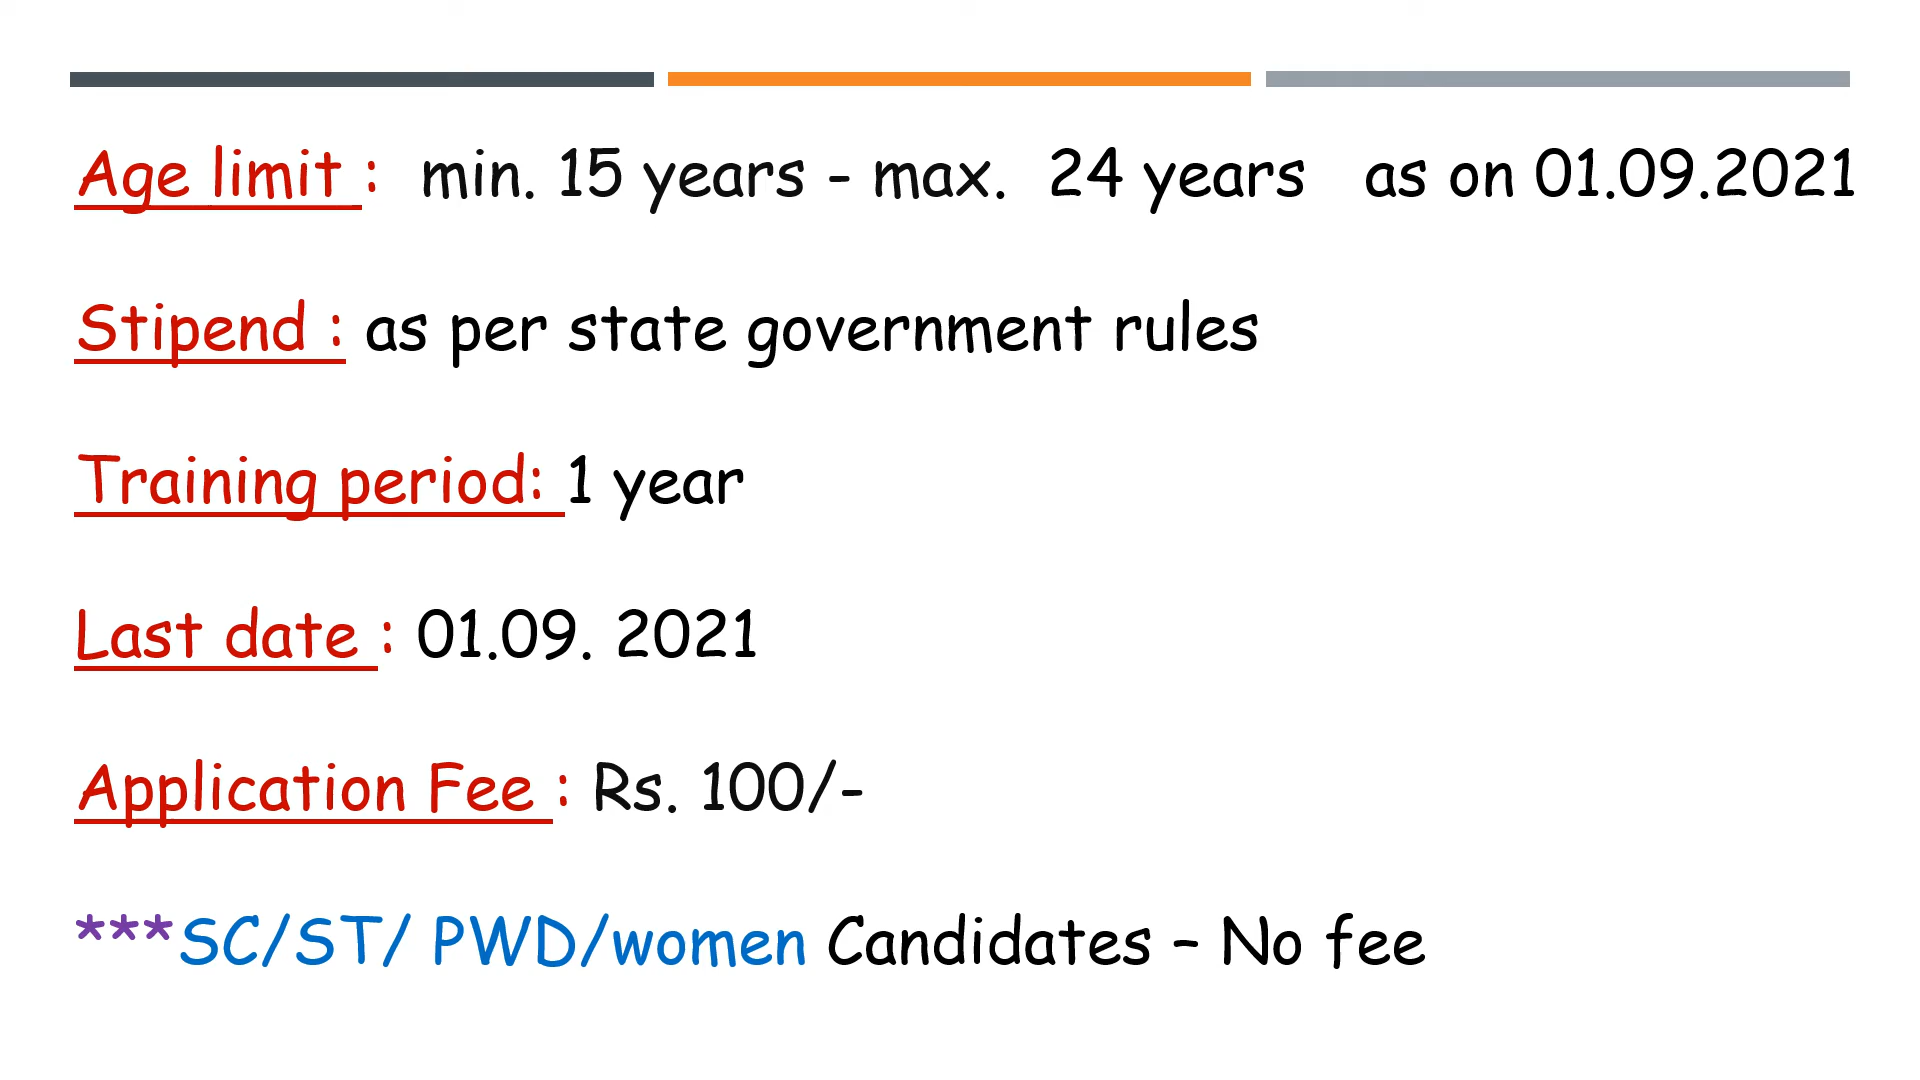 Age limit : min. 15 years - max. 24 years as on 01.09.2021
Stipend : as per state government rules
Training period: 1 year
Last date : 01.09. 2021
Application Fee : Rs. 100/-
***SC/ST/ PWD/women Candidates – No fee